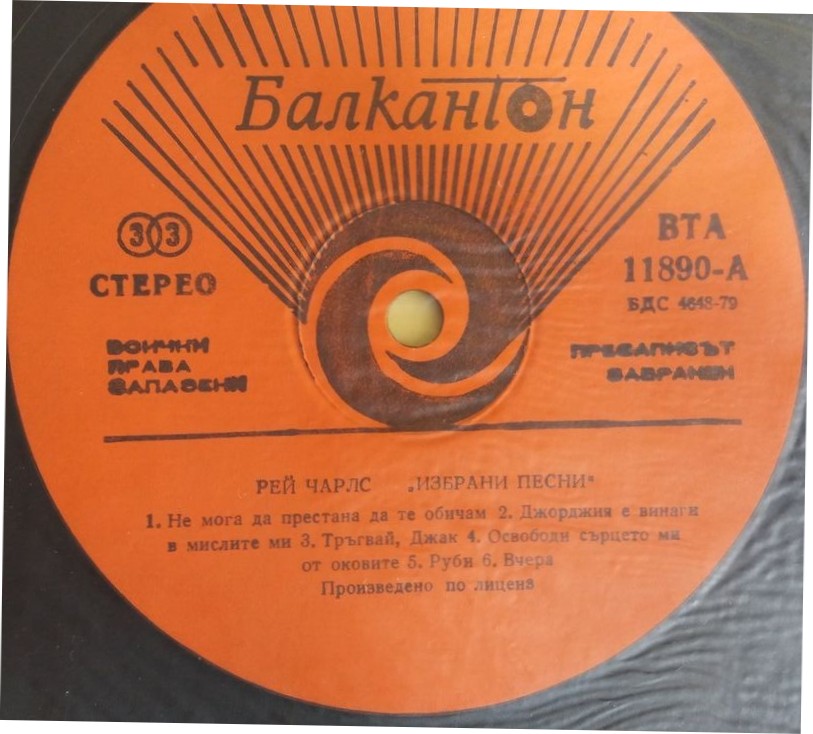 Балкантон
33
СТЕРЕО
ВТА
11890-А
БДС 4648-79
ВСИЧКИ
ПРАВА
ЗАПАЗЕНИ
ПРЕЗАПИСЪТ
ЗАБРАНЕН
РЕЙ ЧАРЛС „ИЗБРАНИ ПЕСНИ"
1. Не мога да престана да те обичам 2. Джорджия е винаги
в мислите ми 3. Тръгвай, Джак 4. Освободи сърцето ми
от оковите 5. Руби 6. Вчера
Произведено по лиценз